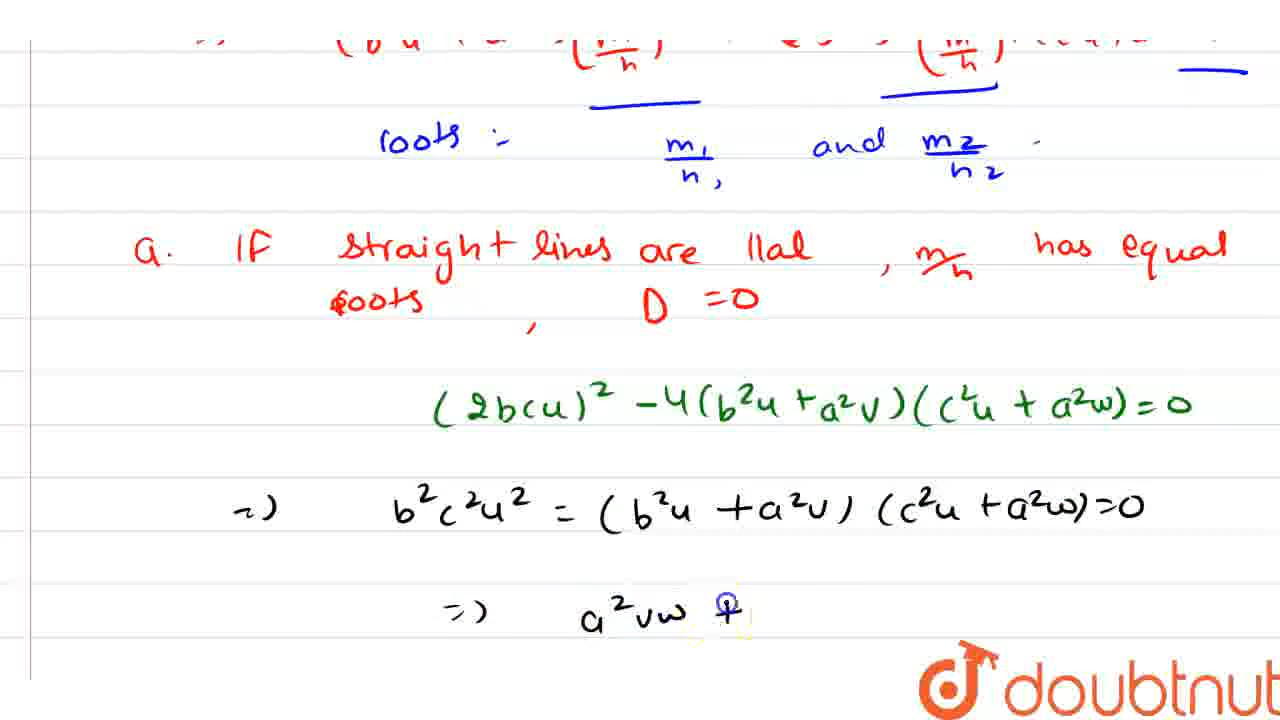 roots :-   m₁/n₁   and   m₂/n₂
a. If straight lines are ||al , m/n has equal
roots , D = 0
(2bcu)² - 4(b²u + a²v)(c²u + a²w) = 0
=) b²c²u² = (b²u + a²v) (c²u + a²w) = 0
=) a²vw +
doubtnut